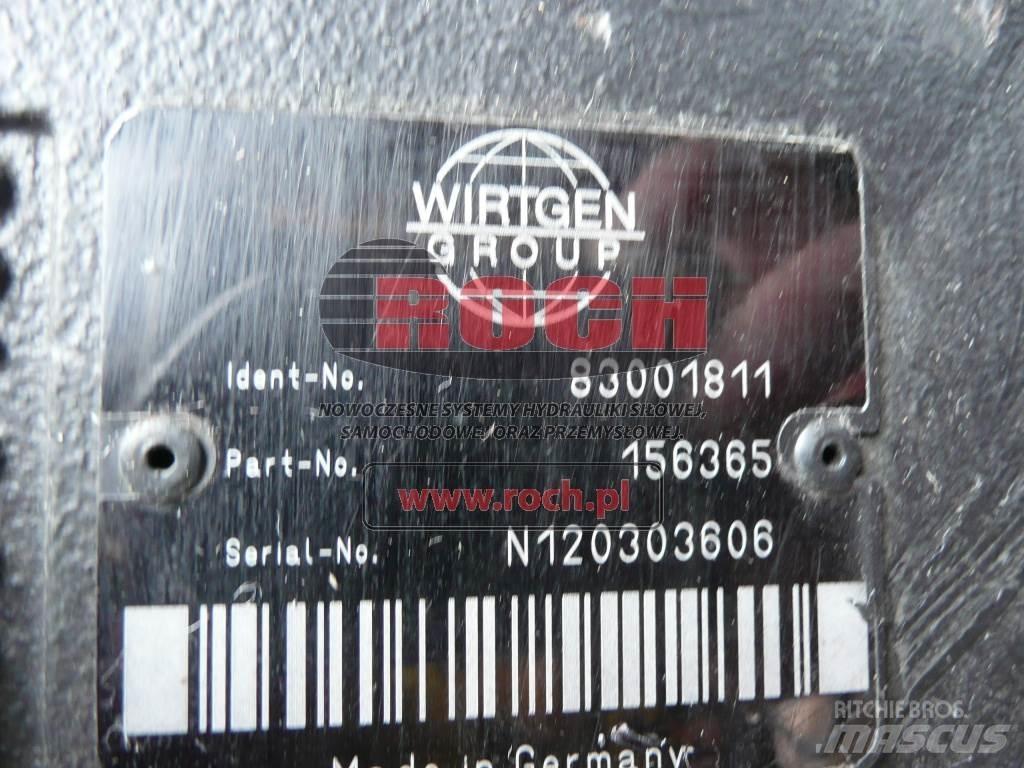 WIRTGEN
GROUP
ROCH
Ident-No. 83001811
NOWOCZESNE SYSTEMY HYDRAULIKI SIŁOWEJ,
SAMOCHODOWEJ ORAZ PRZEMYSŁOWEJ.
Part-No. 156365
www.roch.pl
Serial-No. N120303606
Made in Germany
RITCHIE BROS.
MASCUS